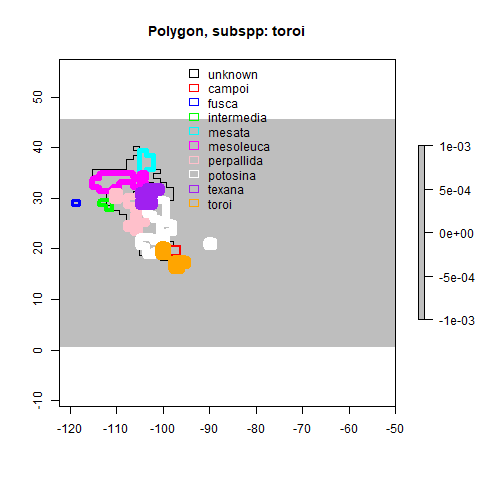 Polygon, subspp: toroi
unknown
campoi
fusca
intermedia
mesata
mesoleuca
perpallida
potosina
texana
toroi
50
40
30
20
10
0
-10
-120 -110 -100 -90 -80 -70 -60 -50
1e-03
5e-04
0e+00
-5e-04
-1e-03